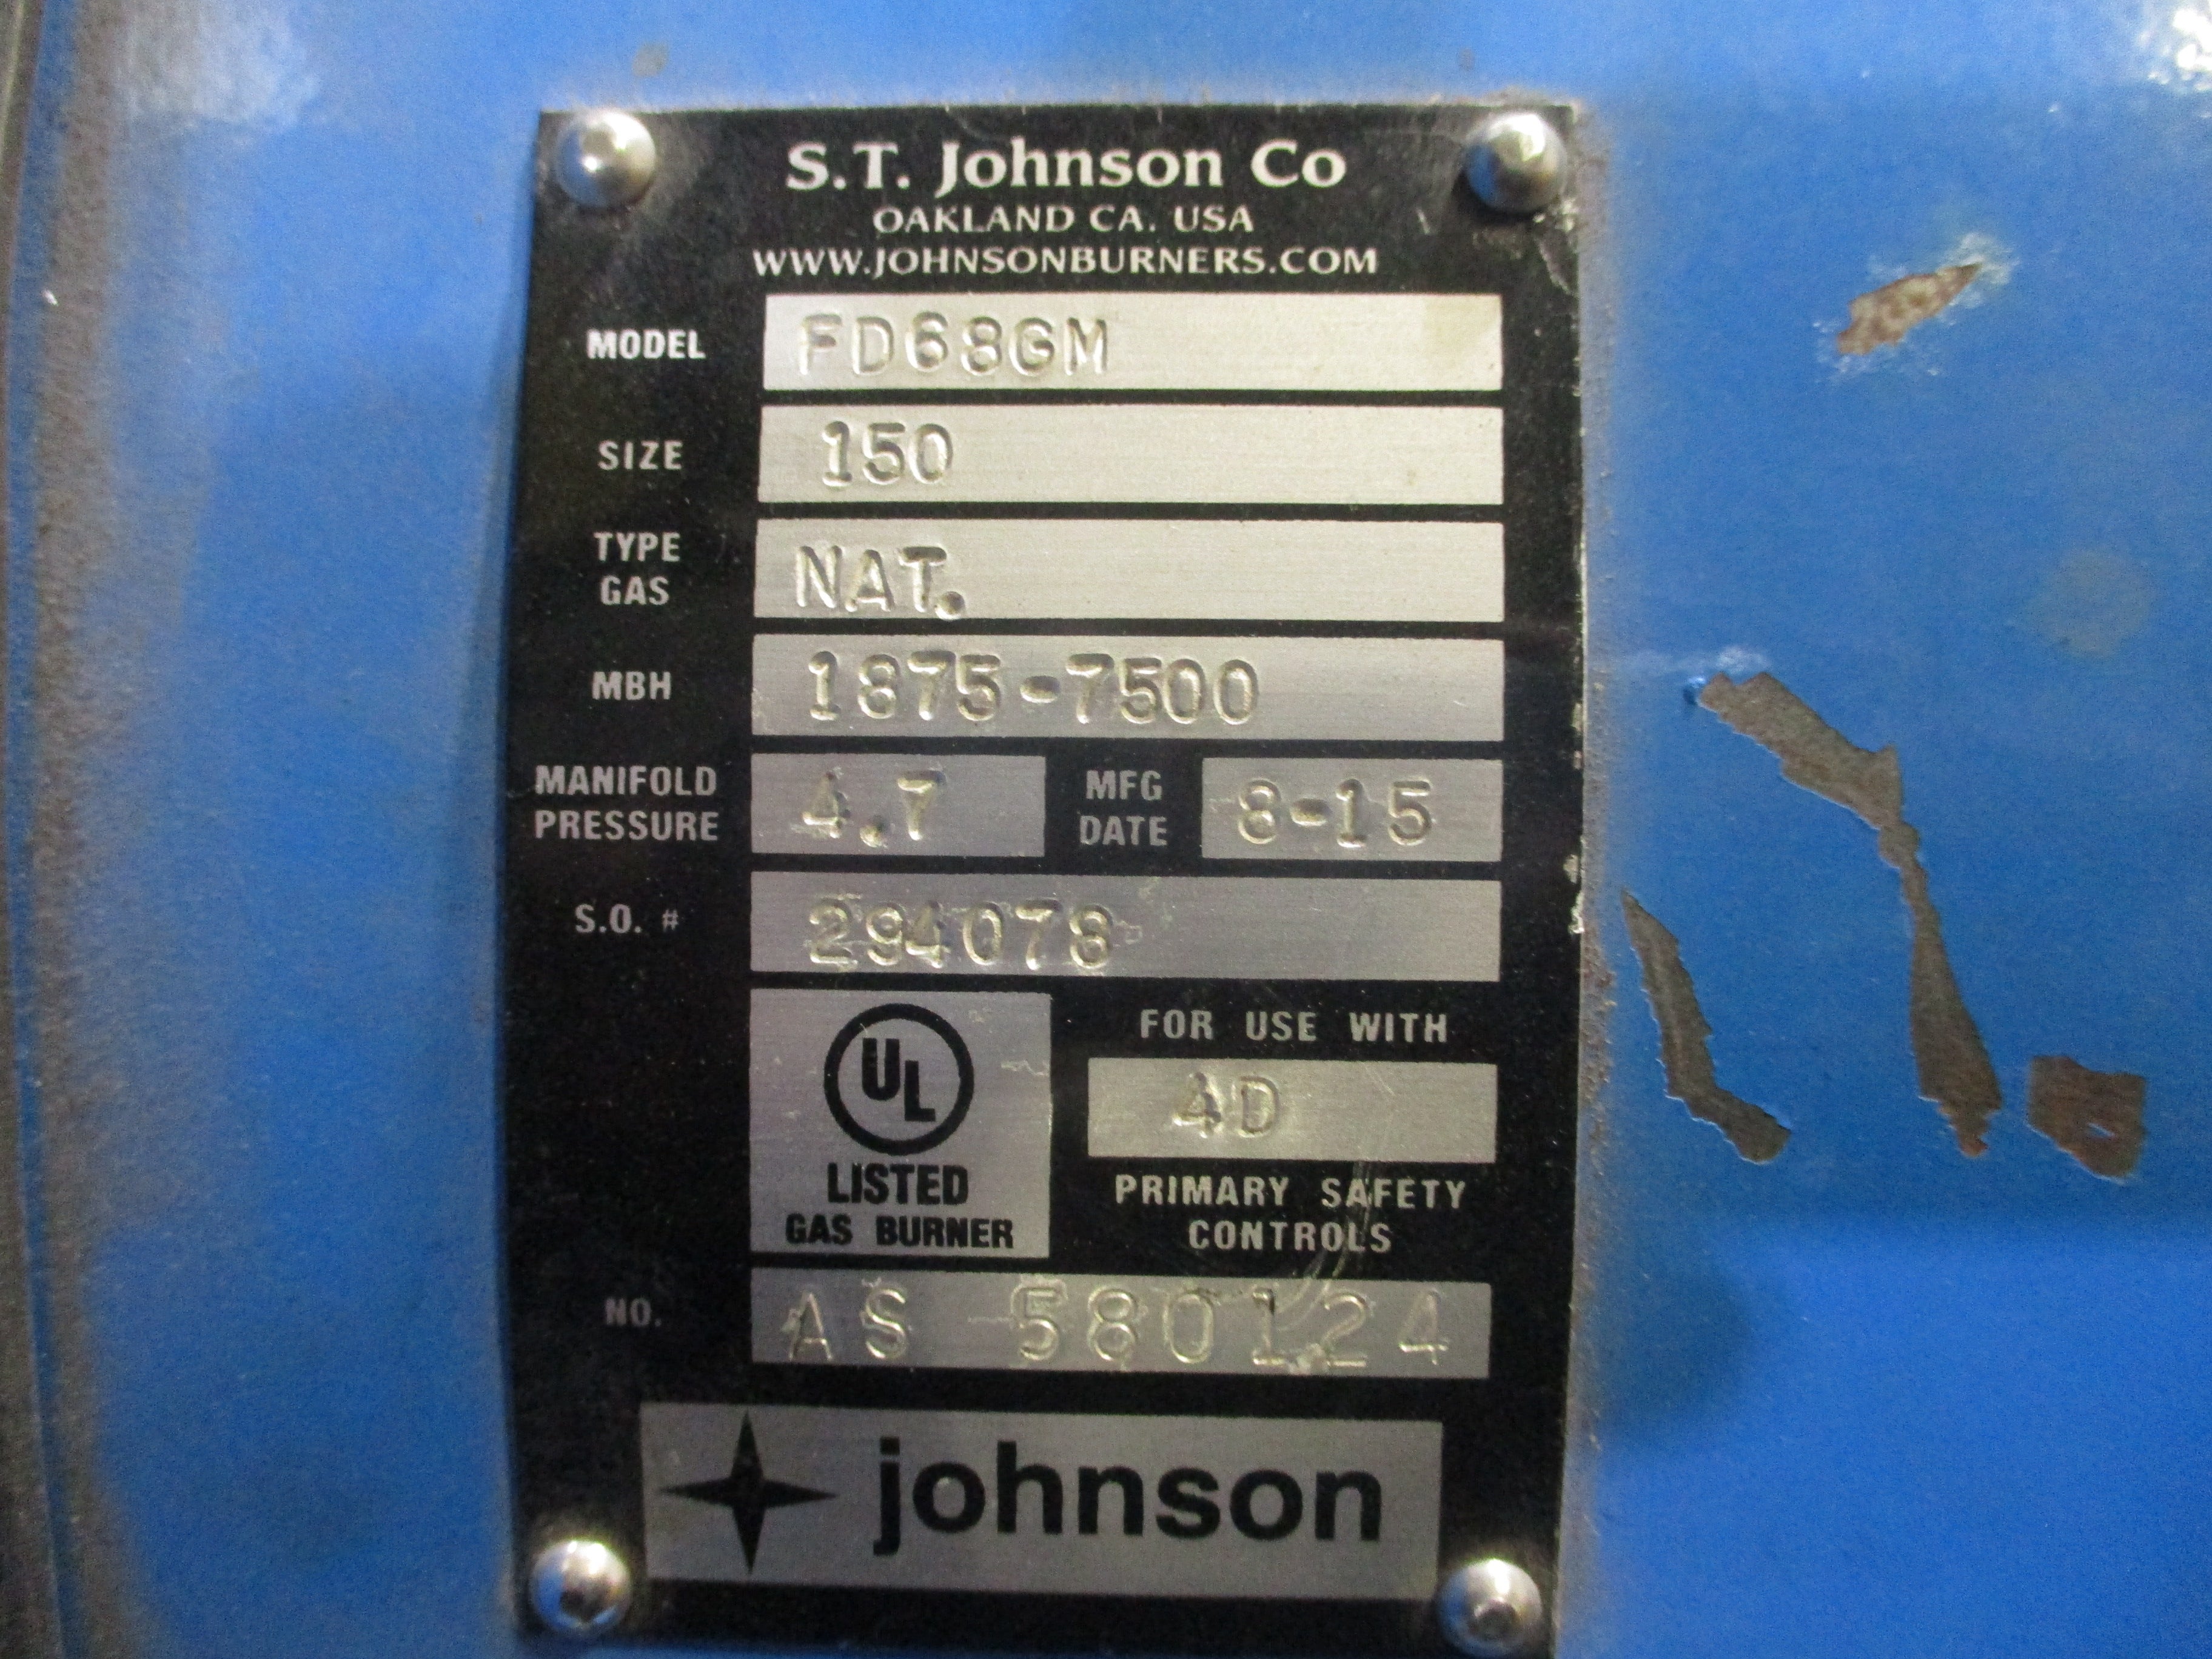 S.T. Johnson Co
OAKLAND CA. USA
WWW.JOHNSONBURNERS.COM
MODEL FD68GM
SIZE 150
TYPE GAS NAT.
MBH 1875-7500
MANIFOLD PRESSURE 4.7 MFG DATE 8-15
S.O. # 294078
UL
LISTED
GAS BURNER
FOR USE WITH
4D
PRIMARY SAFETY
CONTROLS
NO. AS 580124
johnson